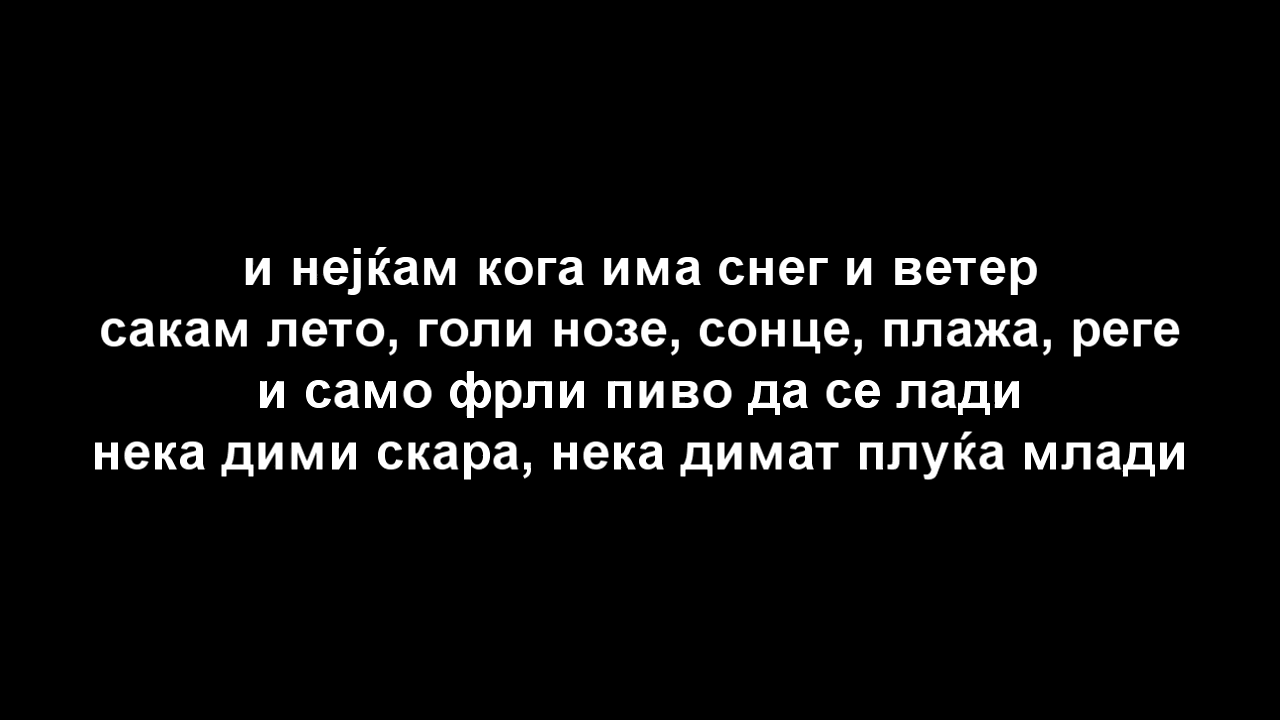 и нејќам кога има снег и ветер
сакам лето, голи нозе, сонце, плажа, реге
и само фрли пиво да се лади
нека дими скара, нека димат плуќа млади